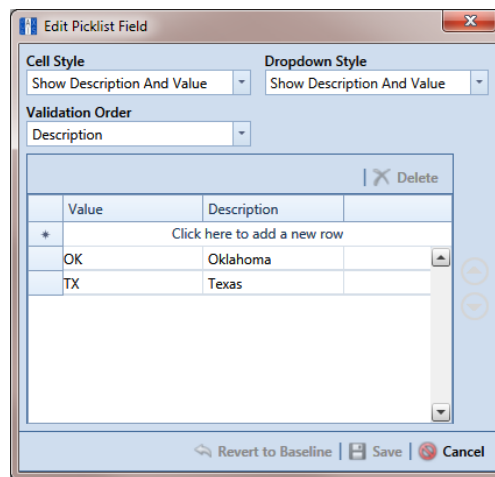 Edit Picklist Field
Cell Style Dropdown Style
Show Description And Value Show Description And Value
Validation Order
Description
Delete
Value Description
Click here to add a new row
OK Oklahoma
TX Texas
Revert to Baseline | Save | Cancel